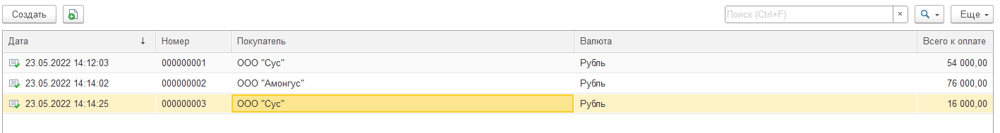 Создать Поиск (Ctrl+F) × Еще
Дата ↓ Номер Покупатель Валюта Всего к оплате
23.05.2022 14:12:03 000000001 ООО "Сус" Рубль 54 000,00
23.05.2022 14:14:02 000000002 ООО "Амонгус" Рубль 76 000,00
23.05.2022 14:14:25 000000003 ООО "Сус" Рубль 16 000,00